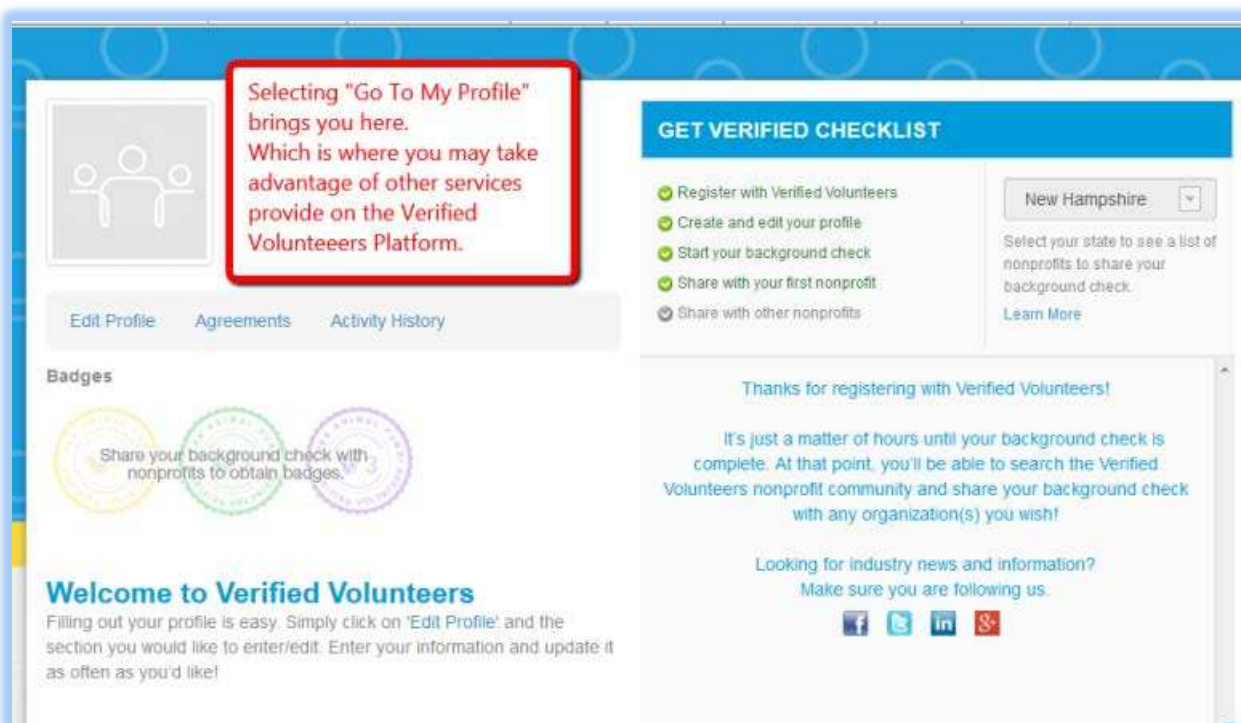 Selecting "Go To My Profile"
brings you here.
Which is where you may take
advantage of other services
provide on the Verified
Volunteeers Platform.
Edit Profile
Agreements
Activity History
Badges
Share your background check with
nonprofits to obtain badges.
Welcome to Verified Volunteers
Filling out your profile is easy. Simply click on 'Edit Profile' and the
section you would like to enter/edit. Enter your information and update it
as often as you'd like!
GET VERIFIED CHECKLIST
Register with Verified Volunteers
Create and edit your profile
Start your background check
Share with your first nonprofit
Share with other nonprofits
New Hampshire
Select your state to see a list of
nonprofits to share your
background check.
Learn More
Thanks for registering with Verified Volunteers!
It's just a matter of hours until your background check is
complete. At that point, you'll be able to search the Verified
Volunteers nonprofit community and share your background check
with any organization(s) you wish!
Looking for industry news and information?
Make sure you are following us.